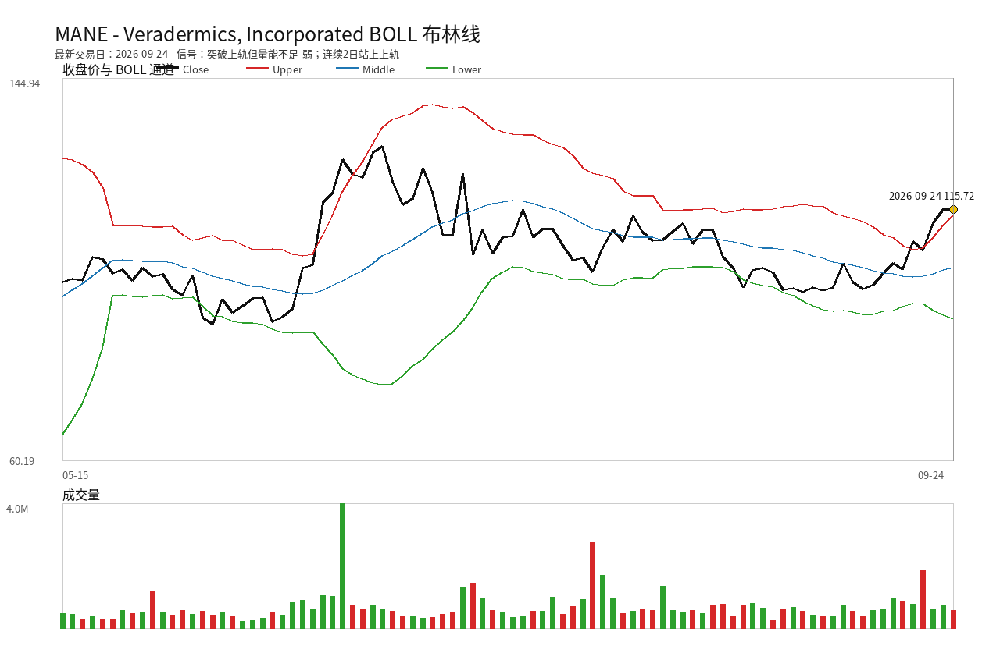 MANE - Veradermics, Incorporated BOLL 布林线
最新交易日：2026-09-24 信号：突破上轨但量能不足-弱；连续2日站上上轨
收盘价与 BOLL 通道 Close Upper Middle Lower
144.94
2026-09-24 115.72
60.19
05-15 09-24
成交量
4.0M